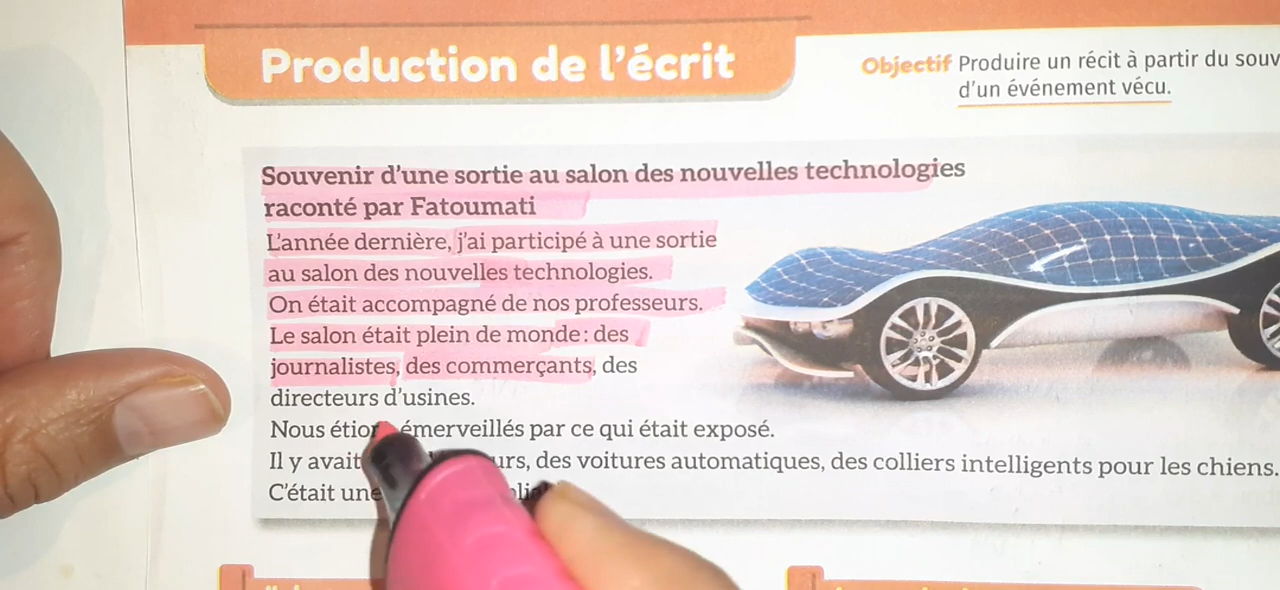 Production de l'écrit
Objectif Produire un récit à partir du
d'un événement vécu.
Souvenir d'une sortie au salon des nouvelles technologies
raconté par Fatoumati
L'année dernière, j'ai participé à une sortie
au salon des nouvelles technologies.
On était accompagné de nos professeurs.
Le salon était plein de monde : des
journalistes, des commerçants, des
directeurs d'usines.
Nous émerveillés par ce qui était exposé.
Il y avait des voitures automatiques, des colliers intelligents pour les chiens.
C'était une